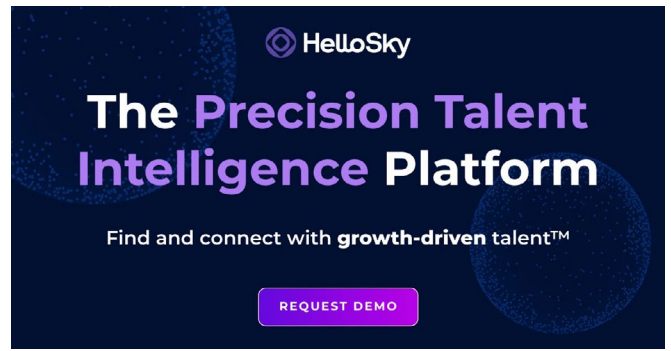 HelloSky
The Precision Talent
Intelligence Platform
Find and connect with growth-driven talent™
REQUEST DEMO